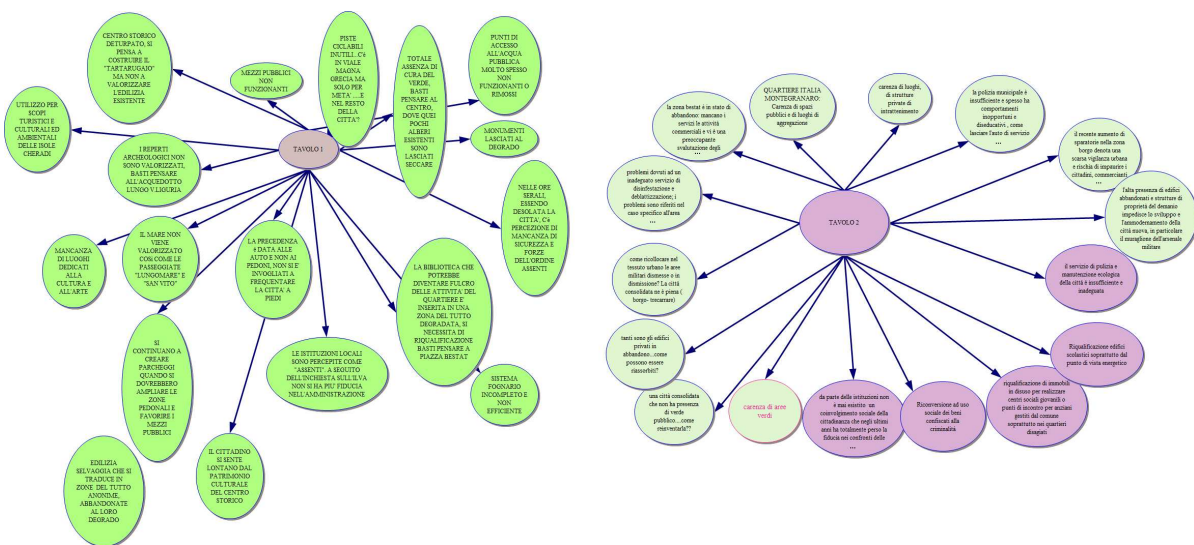 CENTRO STORICO
DETURPATO, SI
PENSA A
COSTRUIRE IL
"TARTARUGAIO"
MA NON A
VALORIZZARE
L'EDILIZIA
ESISTENTE
MEZZI PUBBLICI
NON
FUNZIONANTI
PISTE
CICLABILI
INUTILI...C'è
IN VIALE
MAGNA
GRECIA MA
SOLO PER
META' ....E
NEL RESTO
DELLA
CITTA'?
TOTALE
ASSENZA DI
CURA DEL
VERDE,
BASTI
PENSARE AL
CENTRO,
DOVE QUEI
POCHI
ALBERI
ESISTENTI
SONO
LASCIATI
SECCARE
PUNTI DI
ACCESSO
ALL'ACQUA
PUBBLICA
MOLTO SPESSO
NON
FUNZIONANTI O
RIMOSSI
UTILIZZO PER
SCOPI
TURISTICI E
CULTURALI ED
AMBIENTALI
DELLE ISOLE
CHERADI
I REPERTI
ARCHEOLOGICI NON
SONO VALORIZZATI,
BASTI PENSARE
ALL'ACQUEDOTTO
LUNGO V.LIGURIA
TAVOLO 1
MONUMENTI
LASCIATI AL
DEGRADO
NELLE ORE
SERALI,
ESSENDO
DESOLATA LA
CITTA', C'è
PERCEZIONE DI
MANCANZA DI
SICUREZZA E
FORZE
DELL'ORDINE
ASSENTI
MANCANZA
DI LUOGHI
DEDICATI
ALLA
CULTURA E
ALL'ARTE
IL MARE NON
VIENE
VALORIZZATO
COSì COME LE
PASSEGGIATE
"LUNGOMARE" E
"SAN VITO"
LA PRECEDENZA
è DATA ALLE
AUTO E NON AI
PEDONI, NON SI E'
INVOGLIATI A
FREQUENTARE
LA CITTA' A
PIEDI
LA BIBLIOTECA CHE
POTREBBE
DIVENTARE FULCRO
DELLE ATTIVITA' DEL
QUARTIERE E'
INSERITA IN UNA
ZONA DEL TUTTO
DEGRADATA, SI
NECESSITA DI
RIQUALIFICAZIONE
BASTI PENSARE A
PIAZZA BESTAT
SI
CONTINUANO A
CREARE
PARCHEGGI
QUANDO SI
DOVREBBERO
AMPLIARE LE
ZONE
PEDONALI E
FAVORIRE I
MEZZI
PUBBLICI
LE ISTITUZIONI LOCALI
SONO PERCEPITE COME
"ASSENTI". A SEGUITO
DELL'INCHIESTA SULL'ILVA
NON SI HA PIU' FIDUCIA
NELL'AMMINISTRAZIONE
SISTEMA
FOGNARIO
INCOMPLETO E
NON
EFFICIENTE
EDILIZIA
SELVAGGIA CHE SI
TRADUCE IN
ZONE DEL TUTTO
ANONIME,
ABBANDONATE
AL LORO
DEGRADO
IL CITTADINO
SI SENTE
LONTANO DAL
PATRIMONIO
CULTURALE
DEL CENTRO
STORICO
la zona bestat è in stato di
abbandono: mancano i
servizi le attività
commerciali e vi è una
preoccupante
svalutazione degli
...
QUARTIERE ITALIA
MONTEGRANARO:
Carenza di spazi
pubblici e di luoghi di
aggregazione
carenza di luoghi,
di strutture
private di
intrattenimento
la polizia municipale è
insufficiente e spesso ha
comportamenti
inopportuni e
diseducativi , come
lasciare l'auto di servizio
...
il recente aumento di
sparatorie nella zona
borgo denota una
scarsa vigilanza urbana
e rischia di impaurire i
cittadini, commercianti
...
problemi dovuti ad un
inadeguato servizio di
disinfestazione e
deblattizzazione; i
problemi sono riferiti nel
caso specifico all'area
...
TAVOLO 2
l'alta presenza di edifici
abbandonati e strutture di
proprietà del demanio
impedisce lo sviluppo e
l'ammodernamento della
città nuova, in particolare
il muraglione dell'arsenale
militare
come ricollocare nel
tessuto urbano le aree
militari dismesse o in
dismissione? La città
consolidata ne è piena (
borgo- trecarrare)
il servizio di pulizia e
manutenzione ecologica
della città è insufficiente e
inadeguata
tanti sono gli edifici
privati in
abbandono...come
possono essere
riassorbiti?
Riqualificazione edifici
scolastici soprattutto dal
punto di vista energetico
una città consolidata
che non ha presenza
di verde
pubblico....come
reinventarla??
carenza di aree
verdi
da parte delle istituzioni non
è mai esistito un
coinvolgimento sociale della
cittadinanza che negli ultimi
anni ha totalmente perso la
fiducia nei confronti delle
...
Riconversione ad uso
sociale dei beni
confiscati alla
criminalità
riqualificazione di immobili
in disuso per realizzare
centri sociali giovanili o
punti di incontro per anziani
gestiti dal comune
soprattutto nei quartieri
disagiati